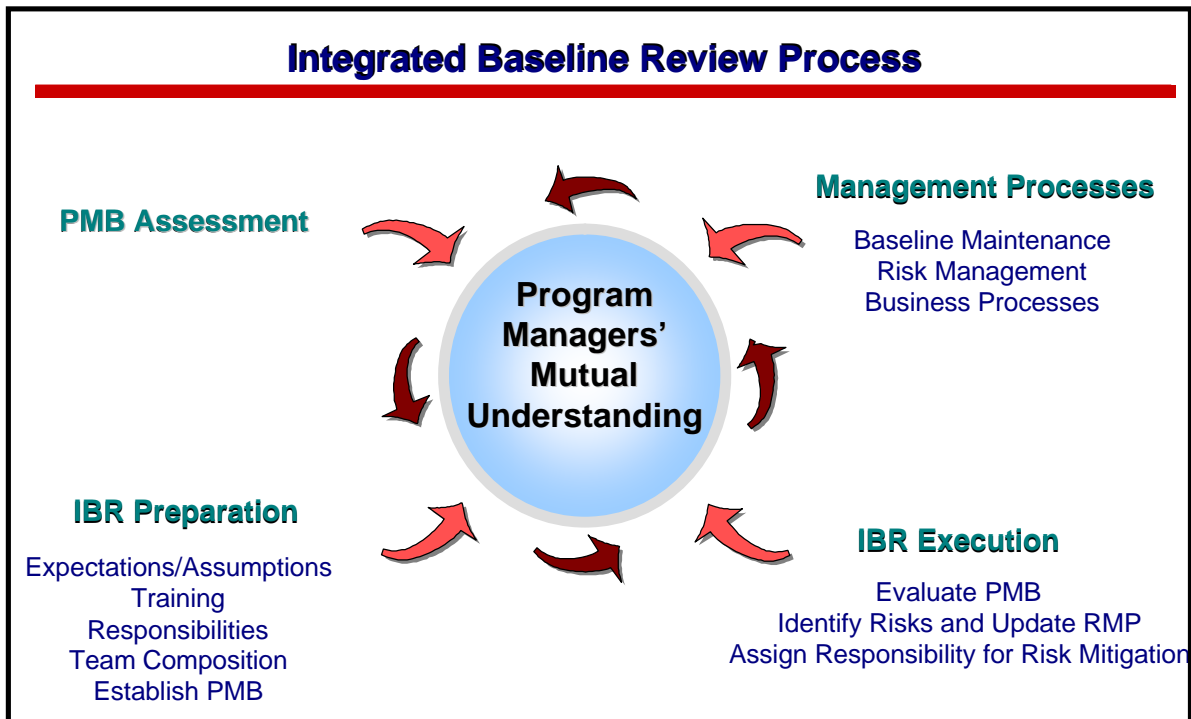 Integrated Baseline Review Process
PMB Assessment
Management Processes
Baseline Maintenance
Risk Management
Business Processes
Program
Managers’
Mutual
Understanding
IBR Preparation
Expectations/Assumptions
Training
Responsibilities
Team Composition
Establish PMB
IBR Execution
Evaluate PMB
Identify Risks and Update RMP
Assign Responsibility for Risk Mitigation